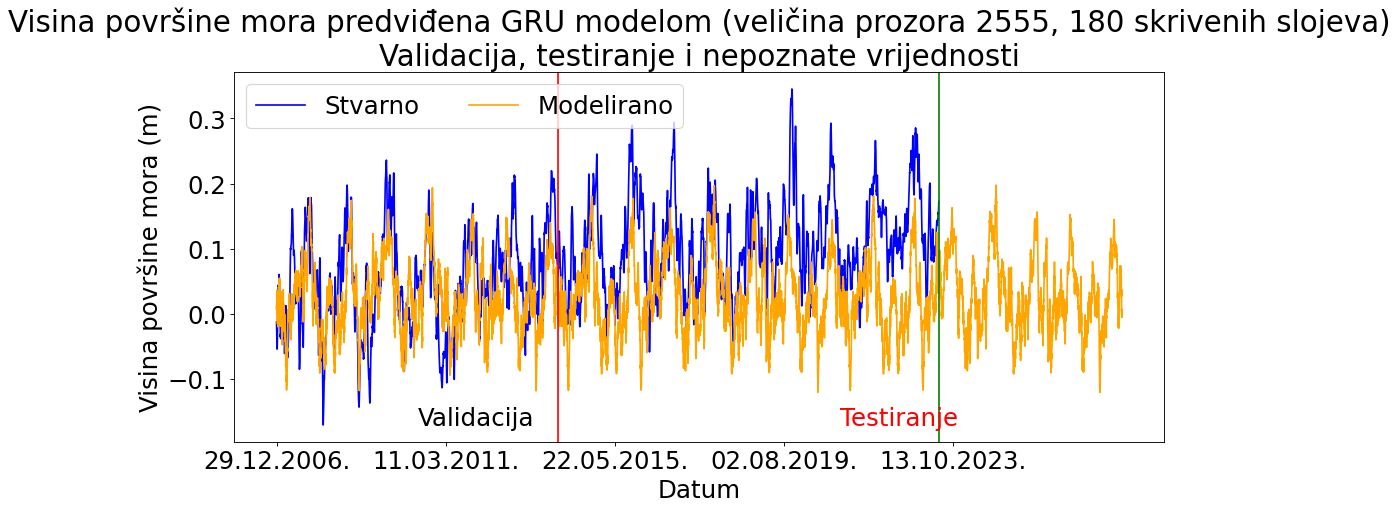 Visina površine mora predviđena GRU modelom (veličina prozora 2555, 180 skrivenih slojeva)
Validacija, testiranje i nepoznate vrijednosti
Stvarno
Modelirano
Visina površine mora (m)
0.3
0.2
0.1
0.0
−0.1
Validacija
Testiranje
29.12.2006.
11.03.2011.
22.05.2015.
02.08.2019.
13.10.2023.
Datum